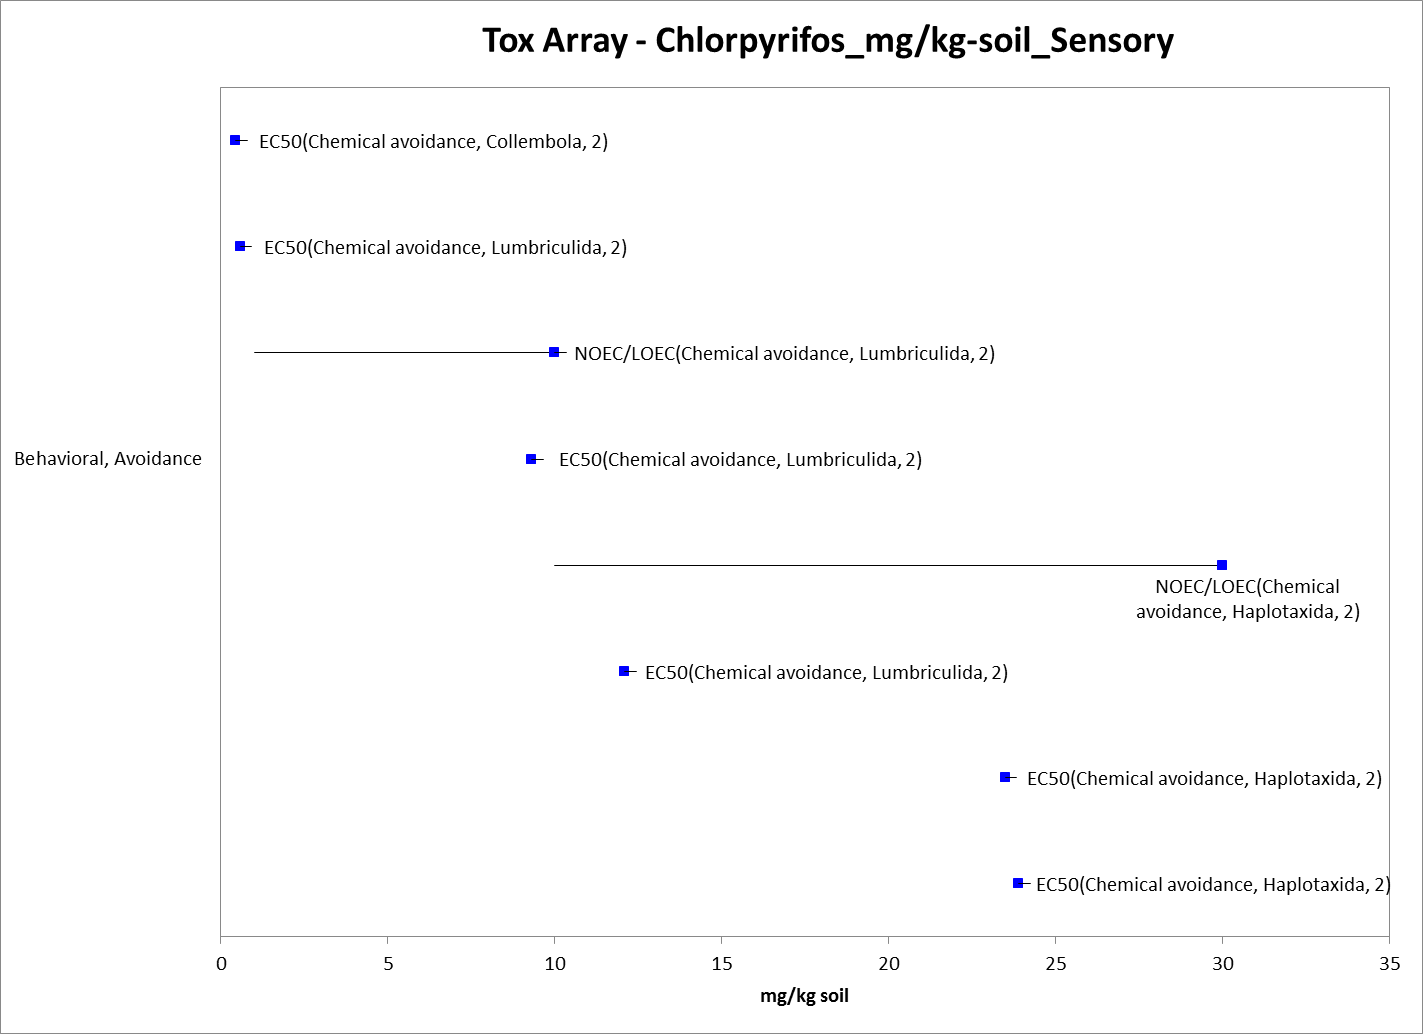 Tox Array - Chlorpyrifos_mg/kg-soil_Sensory
EC50(Chemical avoidance, Collembola, 2)
EC50(Chemical avoidance, Lumbriculida, 2)
NOEC/LOEC(Chemical avoidance, Lumbriculida, 2)
Behavioral, Avoidance
EC50(Chemical avoidance, Lumbriculida, 2)
NOEC/LOEC(Chemical
avoidance, Haplotaxida, 2)
EC50(Chemical avoidance, Lumbriculida, 2)
EC50(Chemical avoidance, Haplotaxida, 2)
EC50(Chemical avoidance, Haplotaxida, 2)
0 5 10 15 20 25 30 35
mg/kg soil